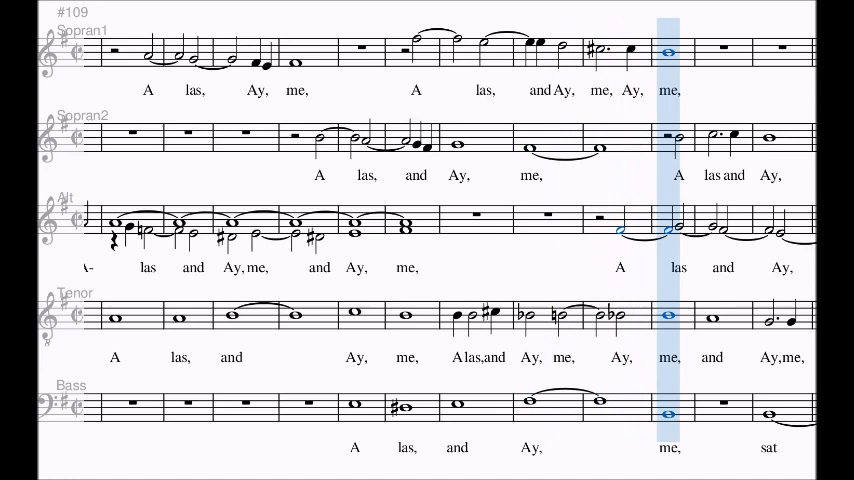 #109
Sopran1
A las, Ay, me, A las, and Ay, me, Ay, me,
Sopran2
A las, and Ay, me, A las and Ay,
Alt
A- las and Ay, me, and Ay, me, A las and Ay,
Tenor
A las, and Ay, me, A las, and Ay, me, Ay, me, and Ay, me,
Bass
A las, and Ay, me, sat